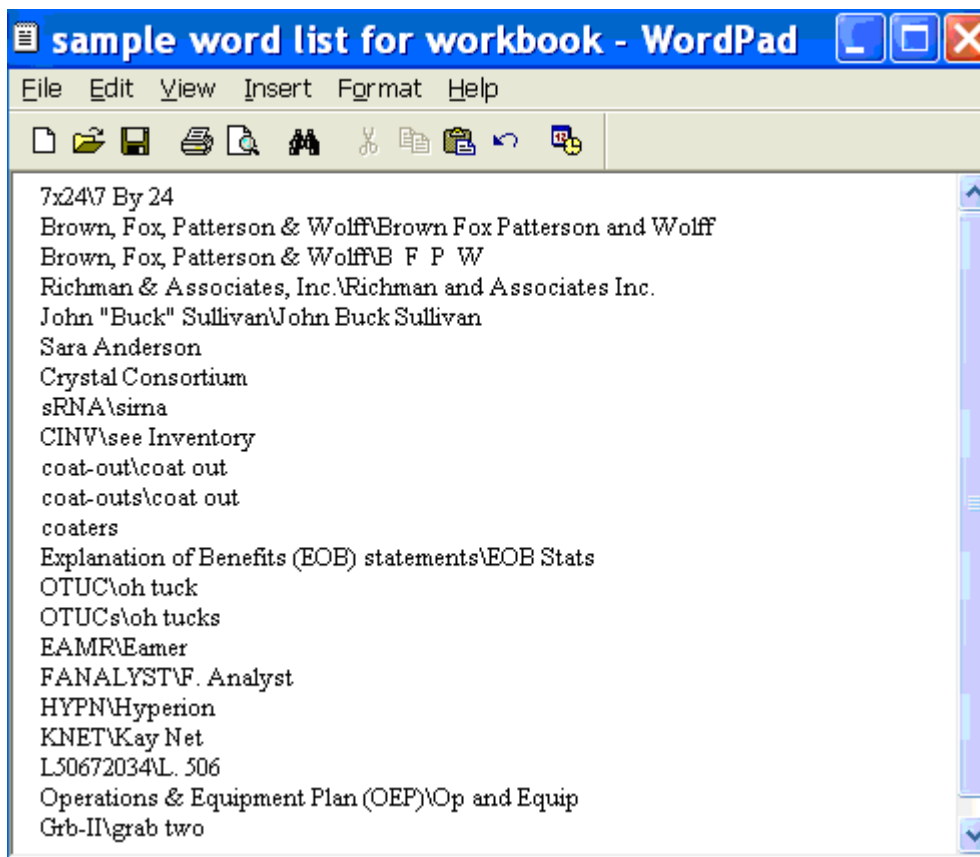 sample word list for workbook - WordPad
File Edit View Insert Format Help
7x24\7 By 24
Brown, Fox, Patterson & Wolff\Brown Fox Patterson and Wolff
Brown, Fox, Patterson & Wolff\B F P W
Richman & Associates, Inc.\Richman and Associates Inc.
John "Buck" Sullivan\John Buck Sullivan
Sara Anderson
Crystal Consortium
sRNA\sirna
CINV\see Inventory
coat-out\coat out
coat-outs\coat out
coaters
Explanation of Benefits (EOB) statements\EOB Stats
OTUC\oh tuck
OTUCs\oh tucks
EAMR\Eamer
FANALYST\F. Analyst
HYPN\Hyperion
KNET\Kay Net
L50672034\L. 506
Operations & Equipment Plan (OEP)\Op and Equip
Grb-II\grab two